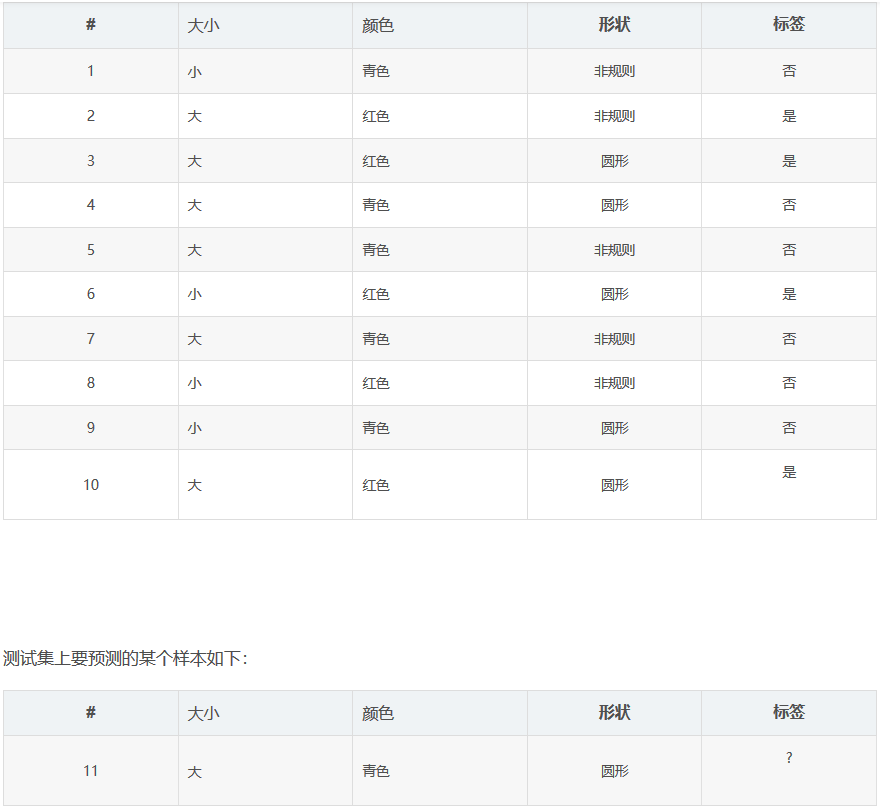 # 大小 颜色 形状 标签
1 小 青色 非规则 否
2 大 红色 非规则 是
3 大 红色 圆形 是
4 大 青色 圆形 否
5 大 青色 非规则 否
6 小 红色 圆形 是
7 大 青色 非规则 否
8 小 红色 非规则 否
9 小 青色 圆形 否
10 大 红色 圆形 是
测试集上要预测的某个样本如下：
# 大小 颜色 形状 标签
11 大 青色 圆形 ?